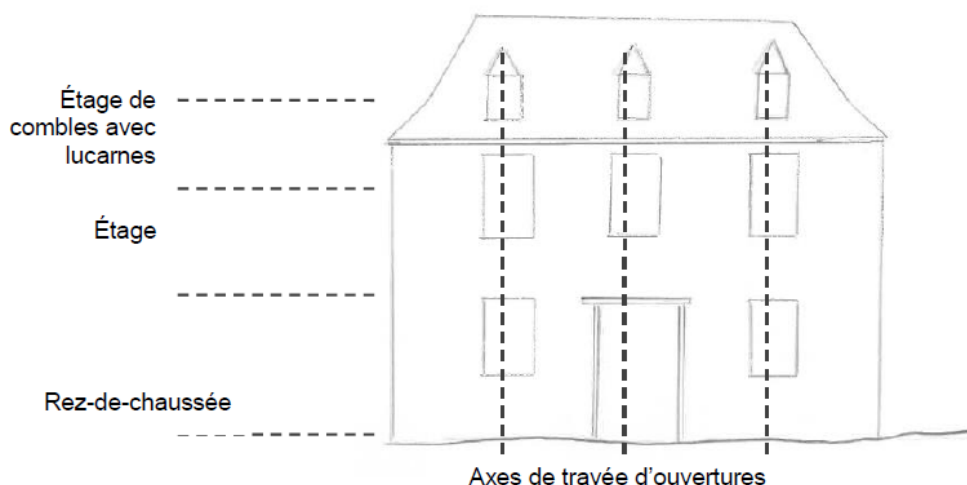 Étage de
combles avec
lucarnes
Étage
Rez-de-chaussée
Axes de travée d'ouvertures